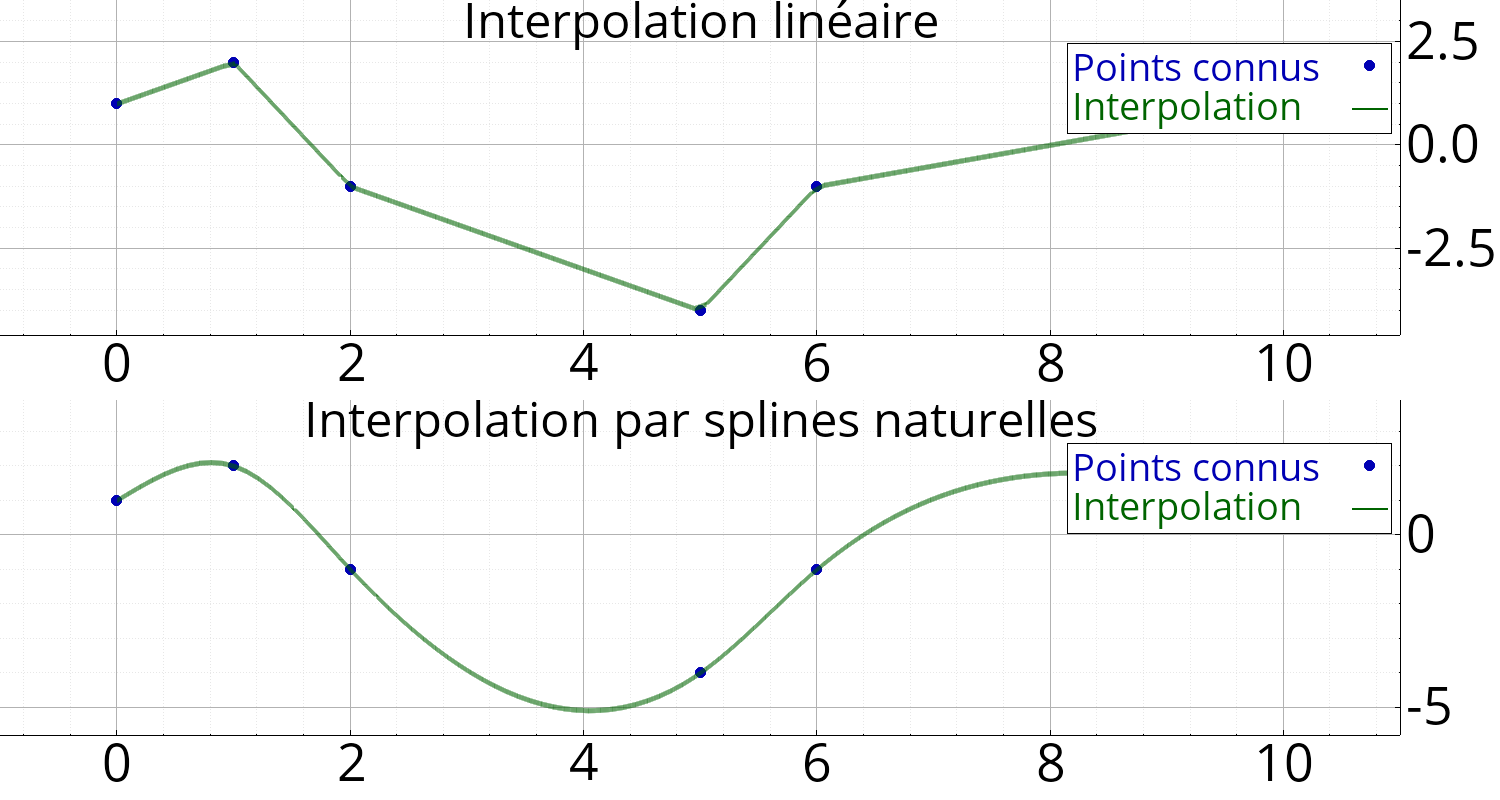 Interpolation linéaire
2.5
Points connus
Interpolation
0.0
-2.5
0 2 4 6 8 10
Interpolation par splines naturelles
Points connus
Interpolation
0
-5
0 2 4 6 8 10